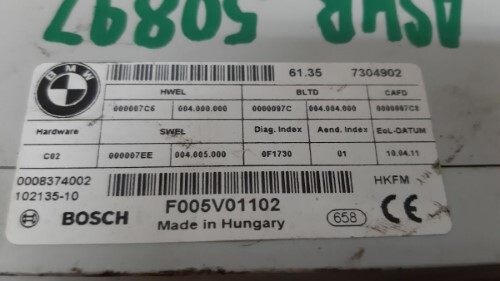 ASHR 50897
BMW
61.35 7304902
HWEL BLTD CAFD
000007C6 004.000.000 0000097C 004.004.000 000007C8
Hardware SWEL Diag. Index Aend. Index EoL-DATUM
C02 000007EE 004.005.000 0F1730 01 10.04.11
0008374002
102135-10
HKFM
BOSCH
F005V01102
Made in Hungary
658
CE